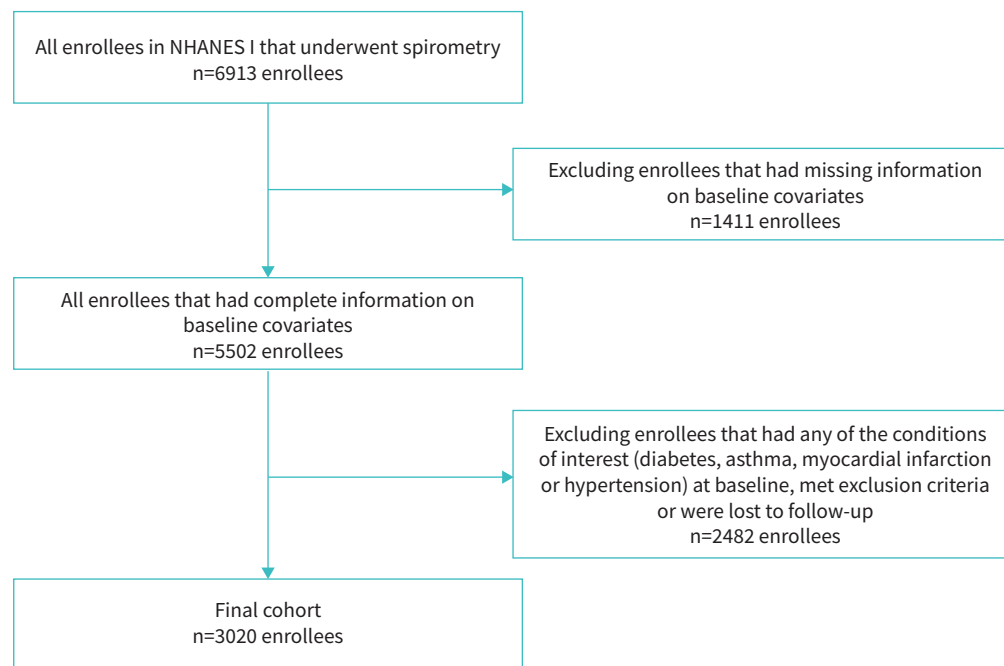 All enrollees in NHANES I that underwent spirometry
n=6913 enrollees
Excluding enrollees that had missing information
on baseline covariates
n=1411 enrollees
All enrollees that had complete information on
baseline covariates
n=5502 enrollees
Excluding enrollees that had any of the conditions
of interest (diabetes, asthma, myocardial infarction
or hypertension) at baseline, met exclusion criteria
or were lost to follow-up
n=2482 enrollees
Final cohort
n=3020 enrollees